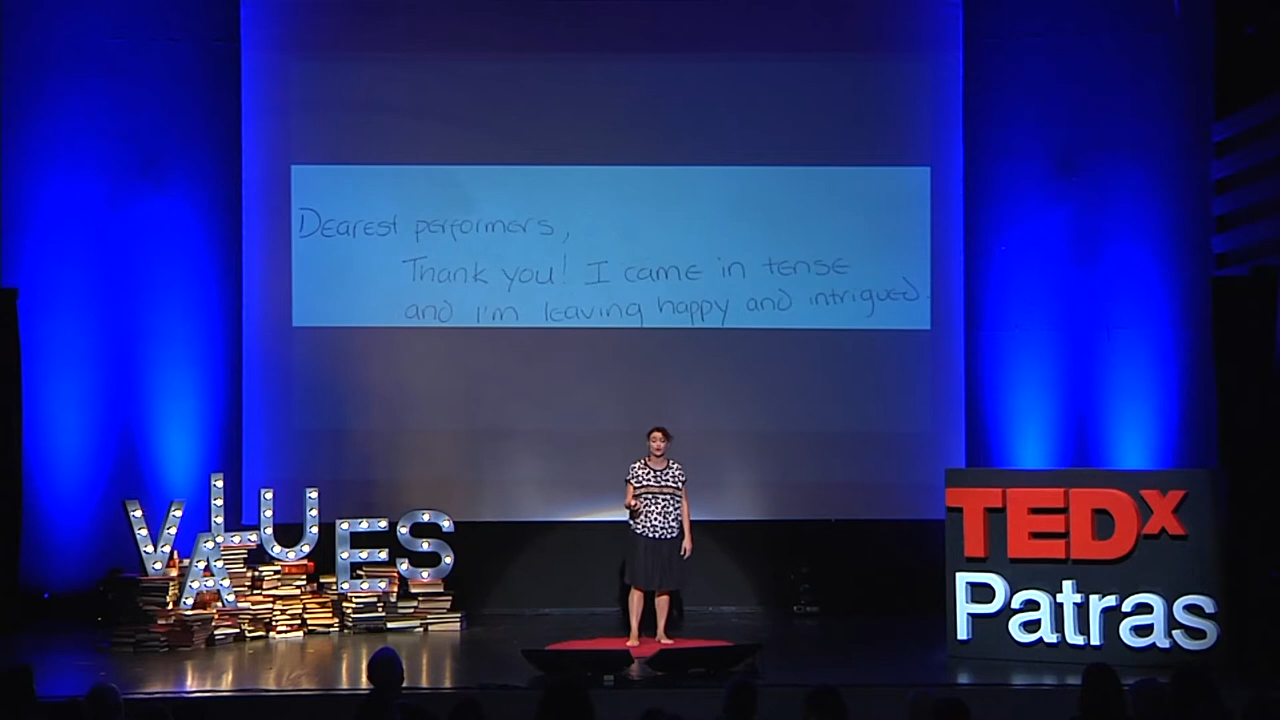 Dearest performers,
Thank you! I came in tense
and I'm leaving happy and intrigued.
VALUES
TEDx
Patras